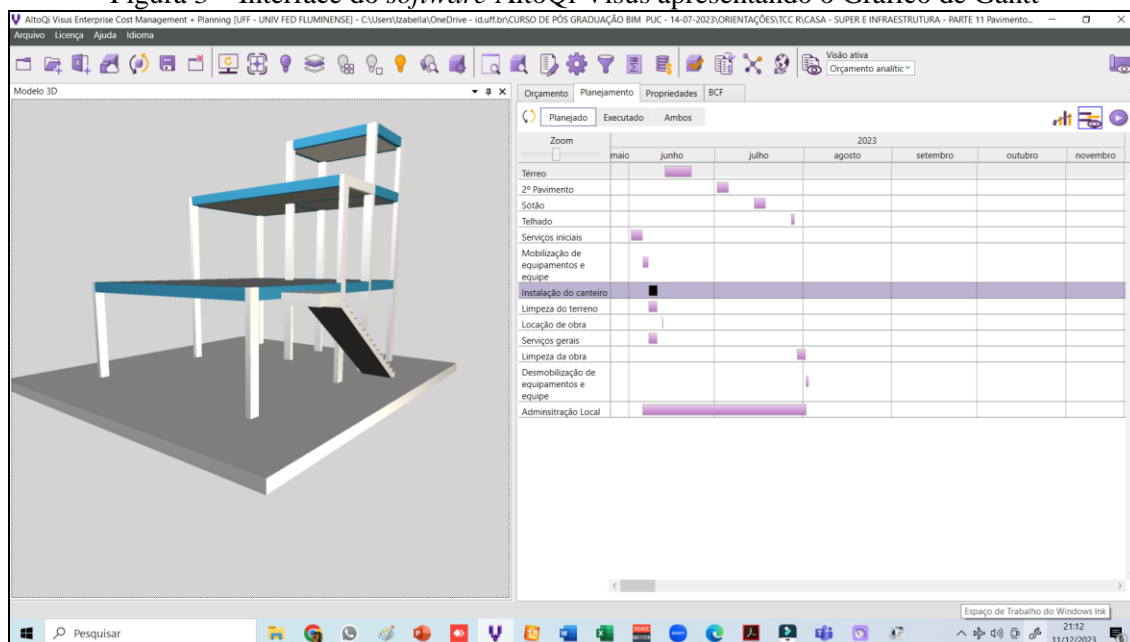 Figura 3 – Interface do software AltoQi Visus apresentando o Gráfico de Gantt
AltoQi Visus Enterprise Cost Management + Planning [UFF - UNIV FED FLUMINENSE] - C:\Users\Izabella\OneDrive - id.uff.br\CURSO DE PÓS GRADUAÇÃO BIM PUC - 14-07-2023\ORIENTAÇÕES\TCC R\CASA - SUPER E INFRAESTRUTURA - PARTE 11 Pavimento...
Arquivo Licença Ajuda Idioma
Visão ativa
Orçamento analític
Modelo 3D
Orçamento Planejamento Propriedades BCF
Planejado Executado Ambos
Zoom
2023
maio junho julho agosto setembro outubro novembro
Térreo
2º Pavimento
Sótão
Telhado
Serviços iniciais
Mobilização de
equipamentos e
equipe
Instalação do canteiro
Limpeza do terreno
Locação de obra
Serviços gerais
Limpeza da obra
Desmobilização de
equipamentos e
equipe
Adminsitração Local
Espaço de Trabalho do Windows Ink
Pesquisar
21:12
11/12/2023